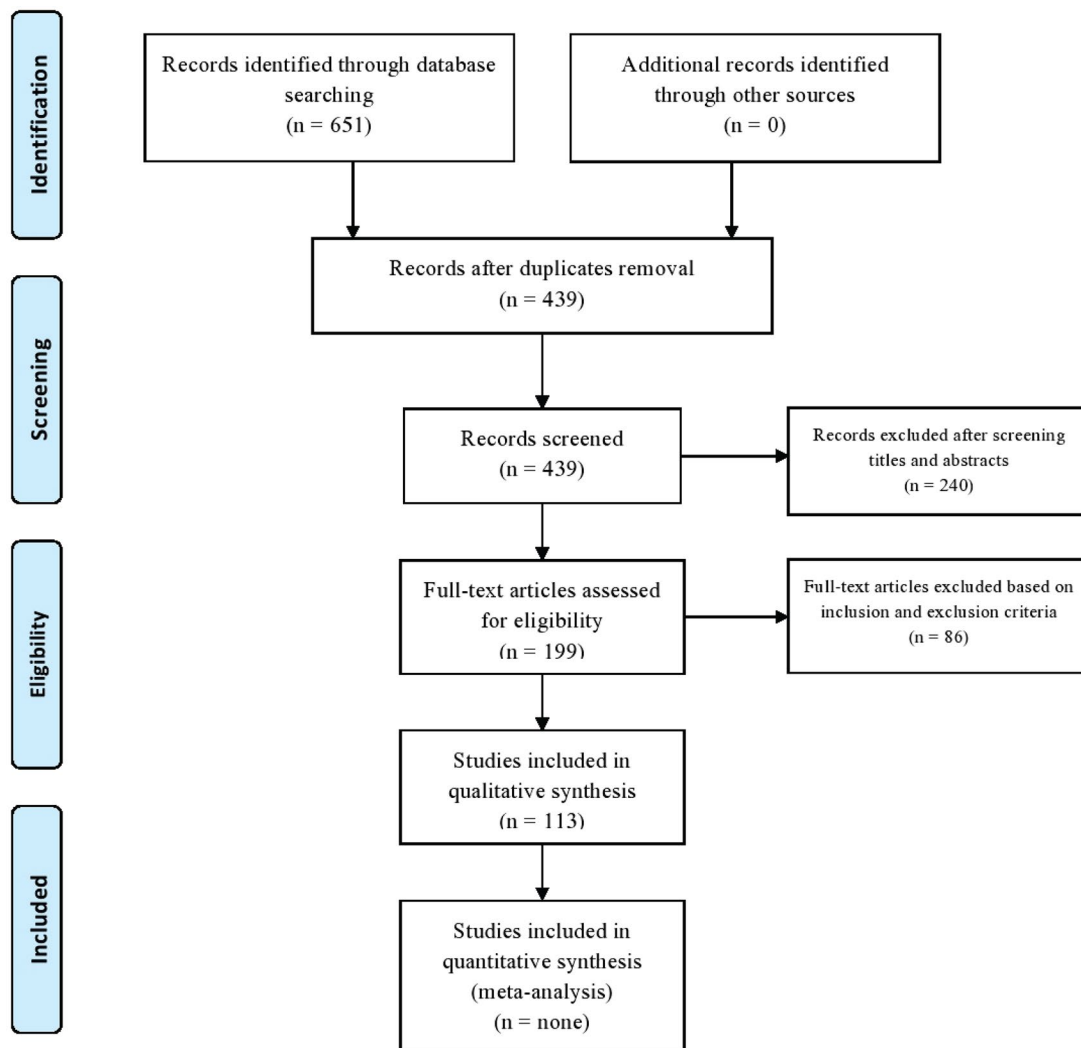 Identification
Records identified through database
searching
(n = 651)
Additional records identified
through other sources
(n = 0)
Records after duplicates removal
(n = 439)
Screening
Records screened
(n = 439)
Records excluded after screening
titles and abstracts
(n = 240)
Eligibility
Full-text articles assessed
for eligibility
(n = 199)
Full-text articles excluded based on
inclusion and exclusion criteria
(n = 86)
Studies included in
qualitative synthesis
(n = 113)
Included
Studies included in
quantitative synthesis
(meta-analysis)
(n = none)